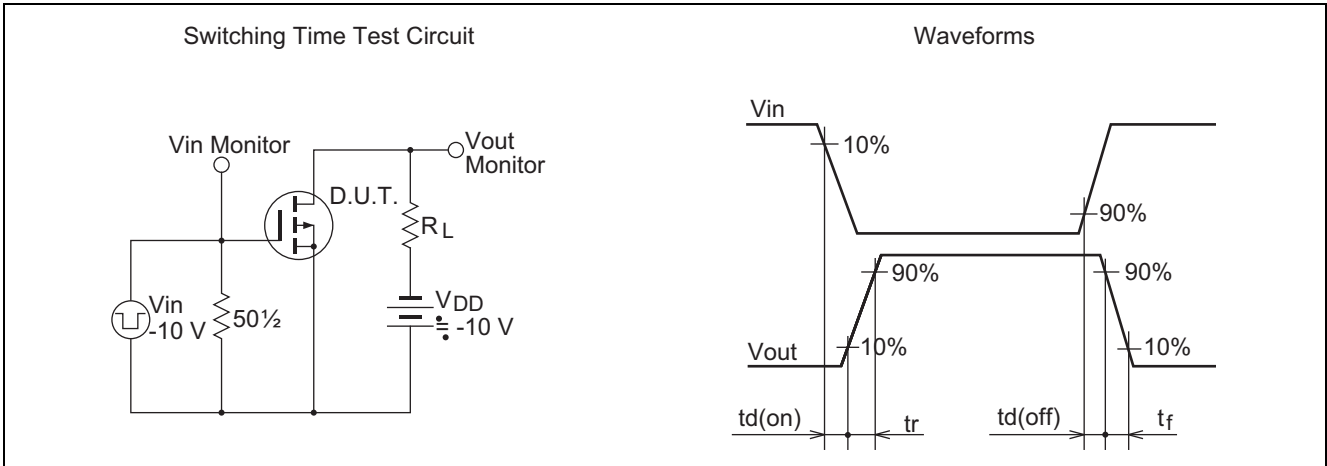 Switching Time Test Circuit
Vin Monitor
Vout
Monitor
D.U.T.
RL
Vin
-10 V
50½
VDD
≒ -10 V
Waveforms
Vin
10%
90%
90%
90%
Vout
10%
10%
td(on)
tr
td(off)
tf